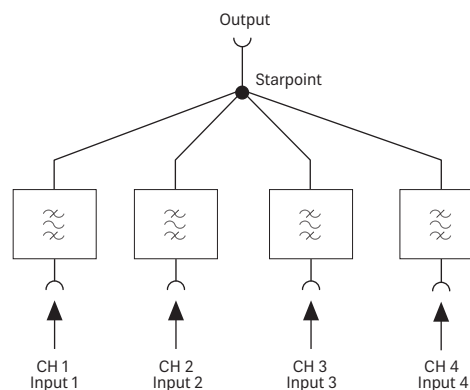 Output
Starpoint
CH 1
Input 1
CH 2
Input 2
CH 3
Input 3
CH 4
Input 4